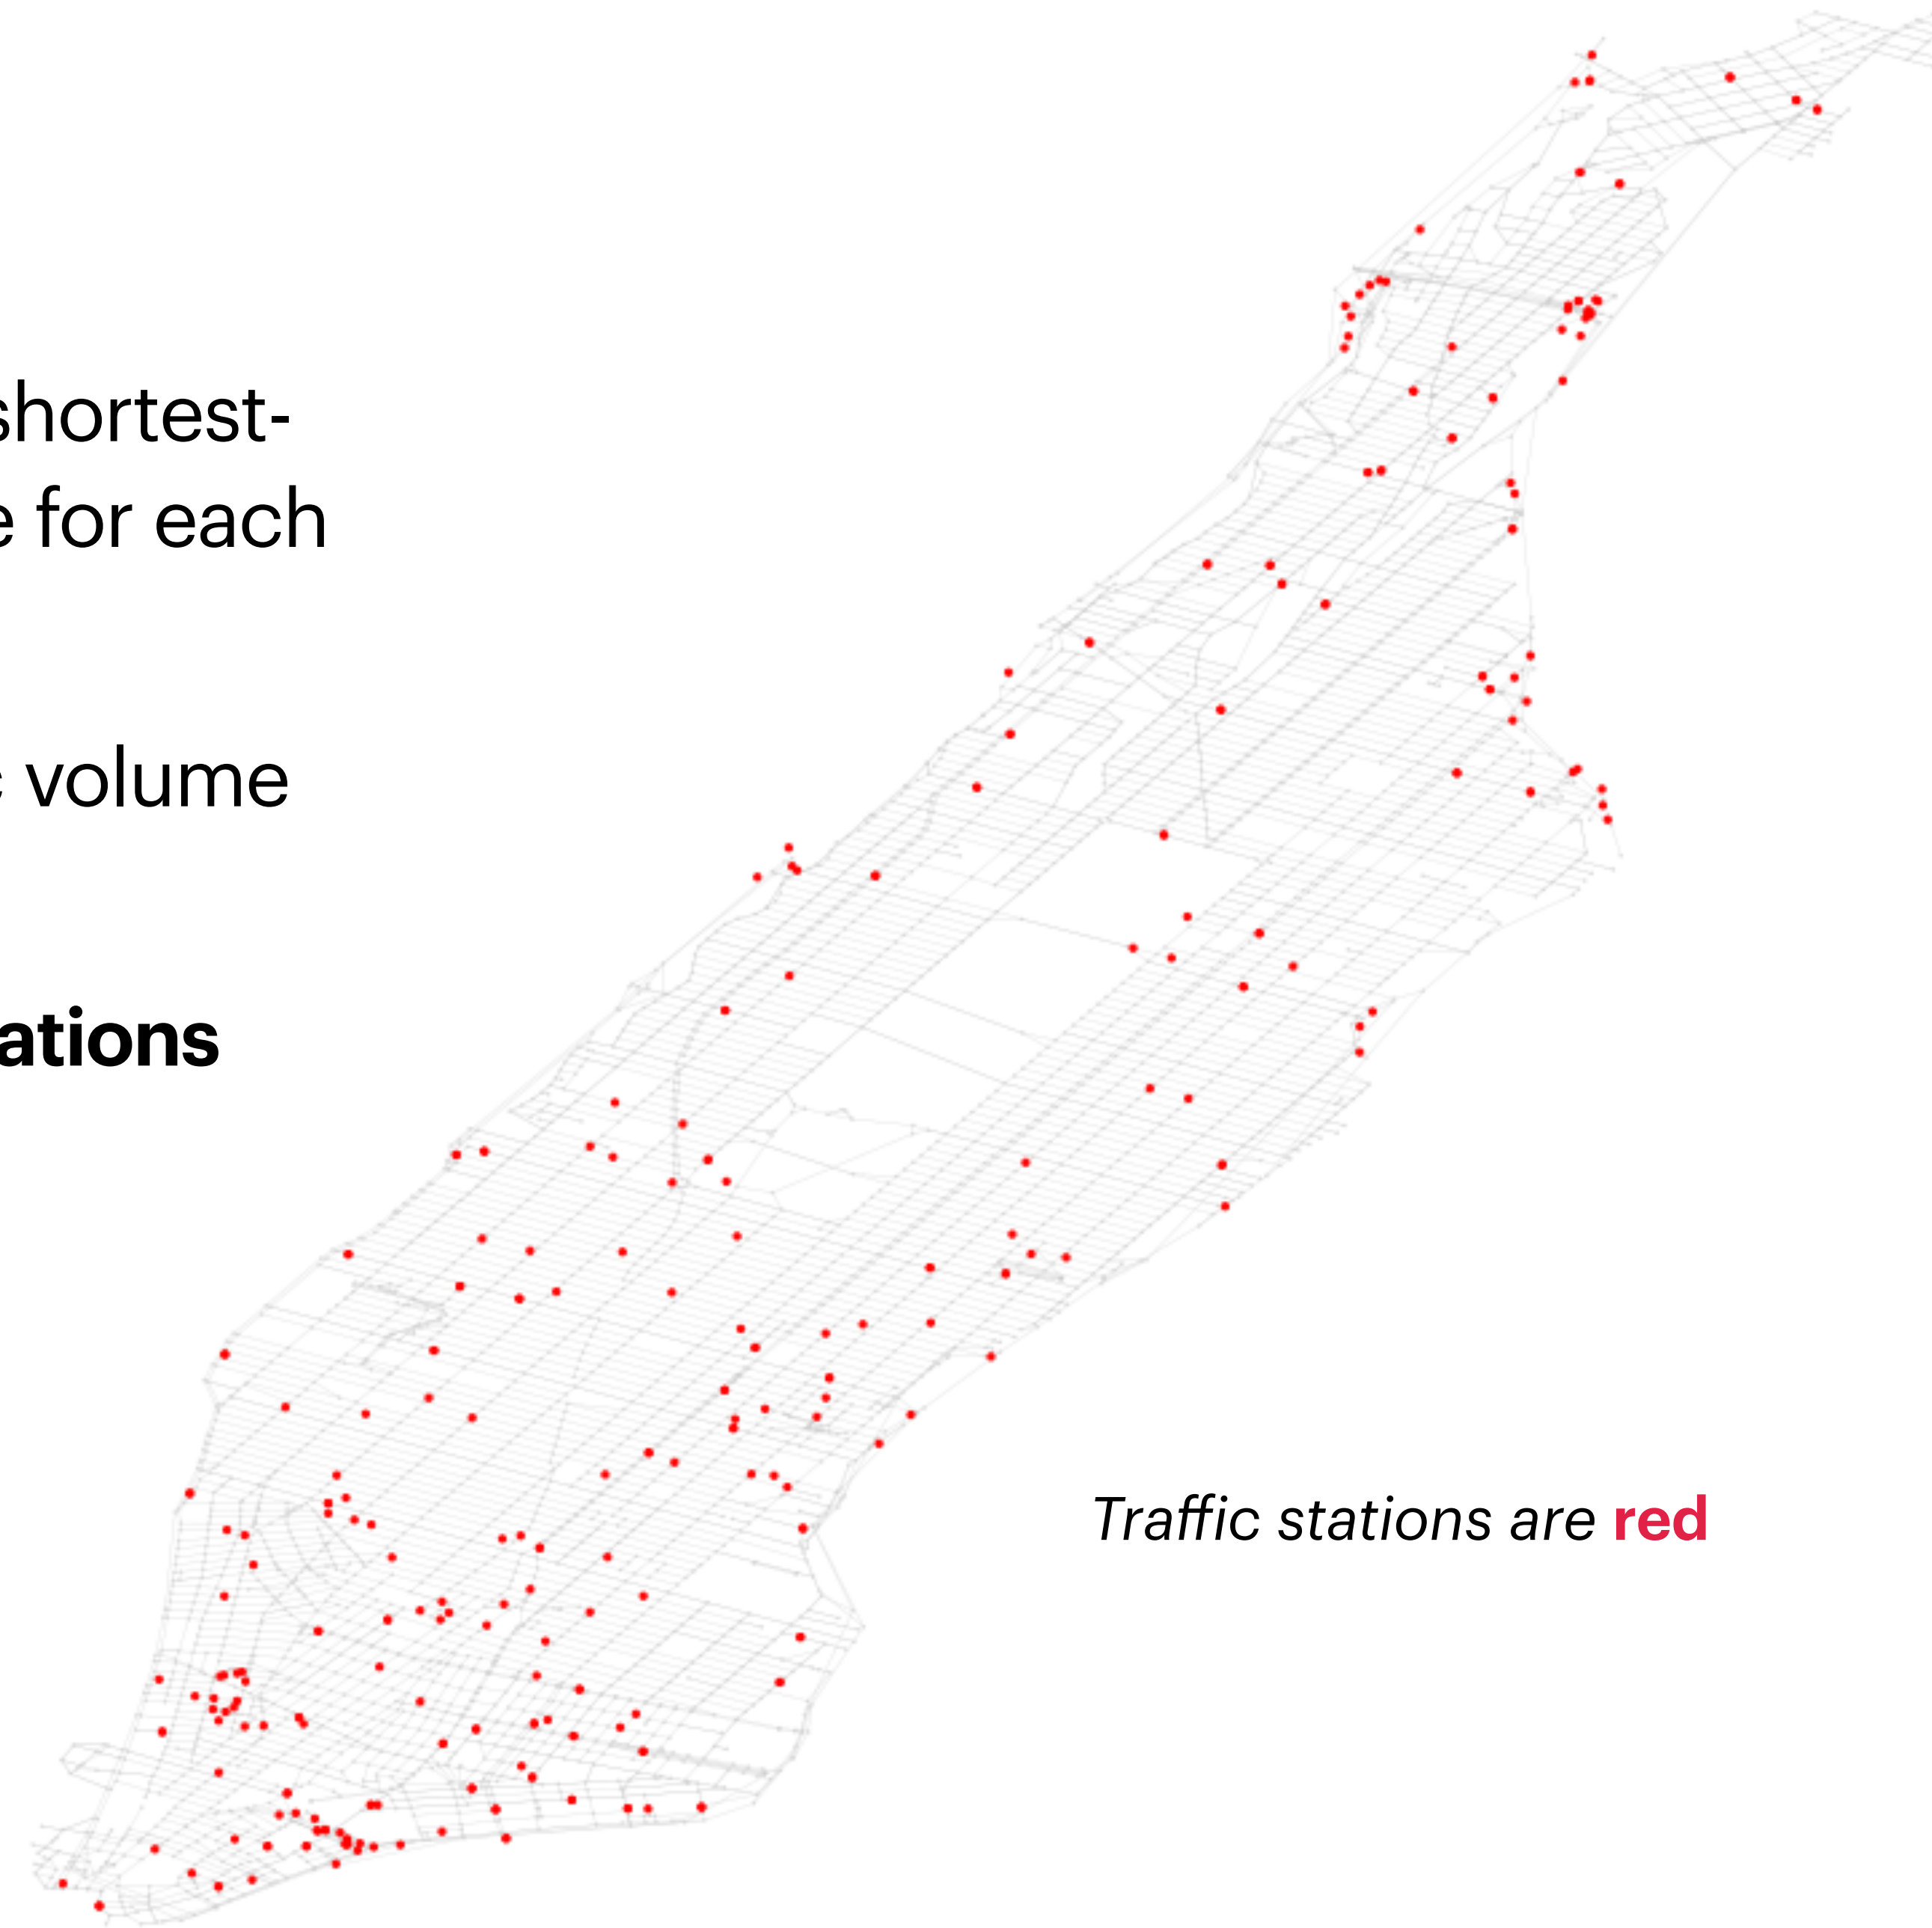 shortest-
for each
volume
ations
Traffic stations are red